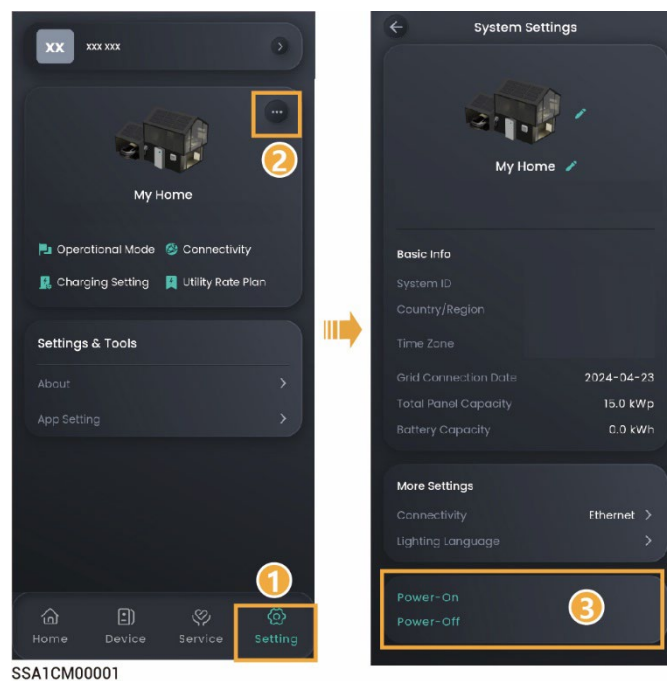 XX
xxx xxx
2
My Home
Operational Mode
Connectivity
Charging Setting
Utility Rate Plan
Settings & Tools
About
App Setting
1
Home
Device
Service
Setting
SSA1CM00001
System Settings
My Home
Basic Info
System ID
Country/Region
Time Zone
Grid Connection Date 2024-04-23
Total Panel Capacity 15.0 kWp
Battery Capacity 0.0 kWh
More Settings
Connectivity Ethernet
Lighting Language
Power-On
3
Power-Off